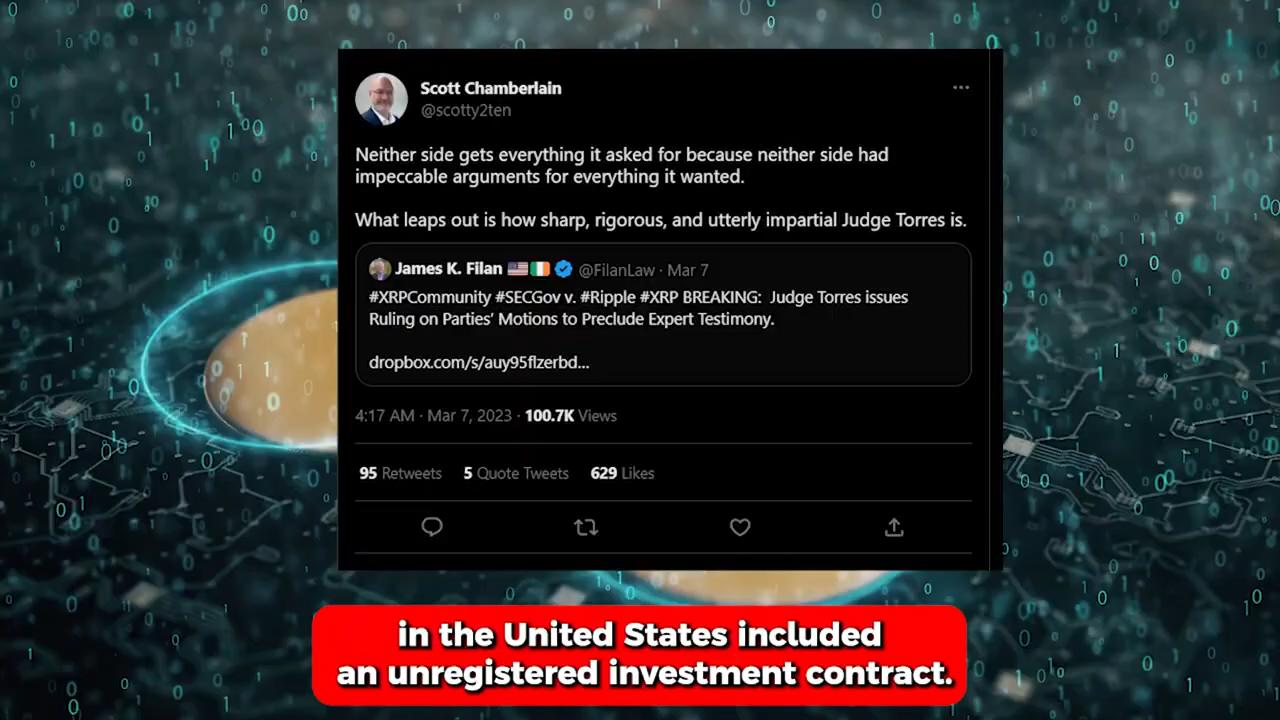 Scott Chamberlain
@scotty2ten
Neither side gets everything it asked for because neither side had
impeccable arguments for everything it wanted.
What leaps out is how sharp, rigorous, and utterly impartial Judge Torres is.
James K. Filan 🇺🇸🇮🇪 @FilanLaw · Mar 7
#XRPCommunity #SECGov v. #Ripple #XRP BREAKING: Judge Torres issues
Ruling on Parties’ Motions to Preclude Expert Testimony.
dropbox.com/s/auy95flzerbd...
4:17 AM · Mar 7, 2023 · 100.7K Views
95 Retweets 5 Quote Tweets 629 Likes
in the United States included
an unregistered investment contract.